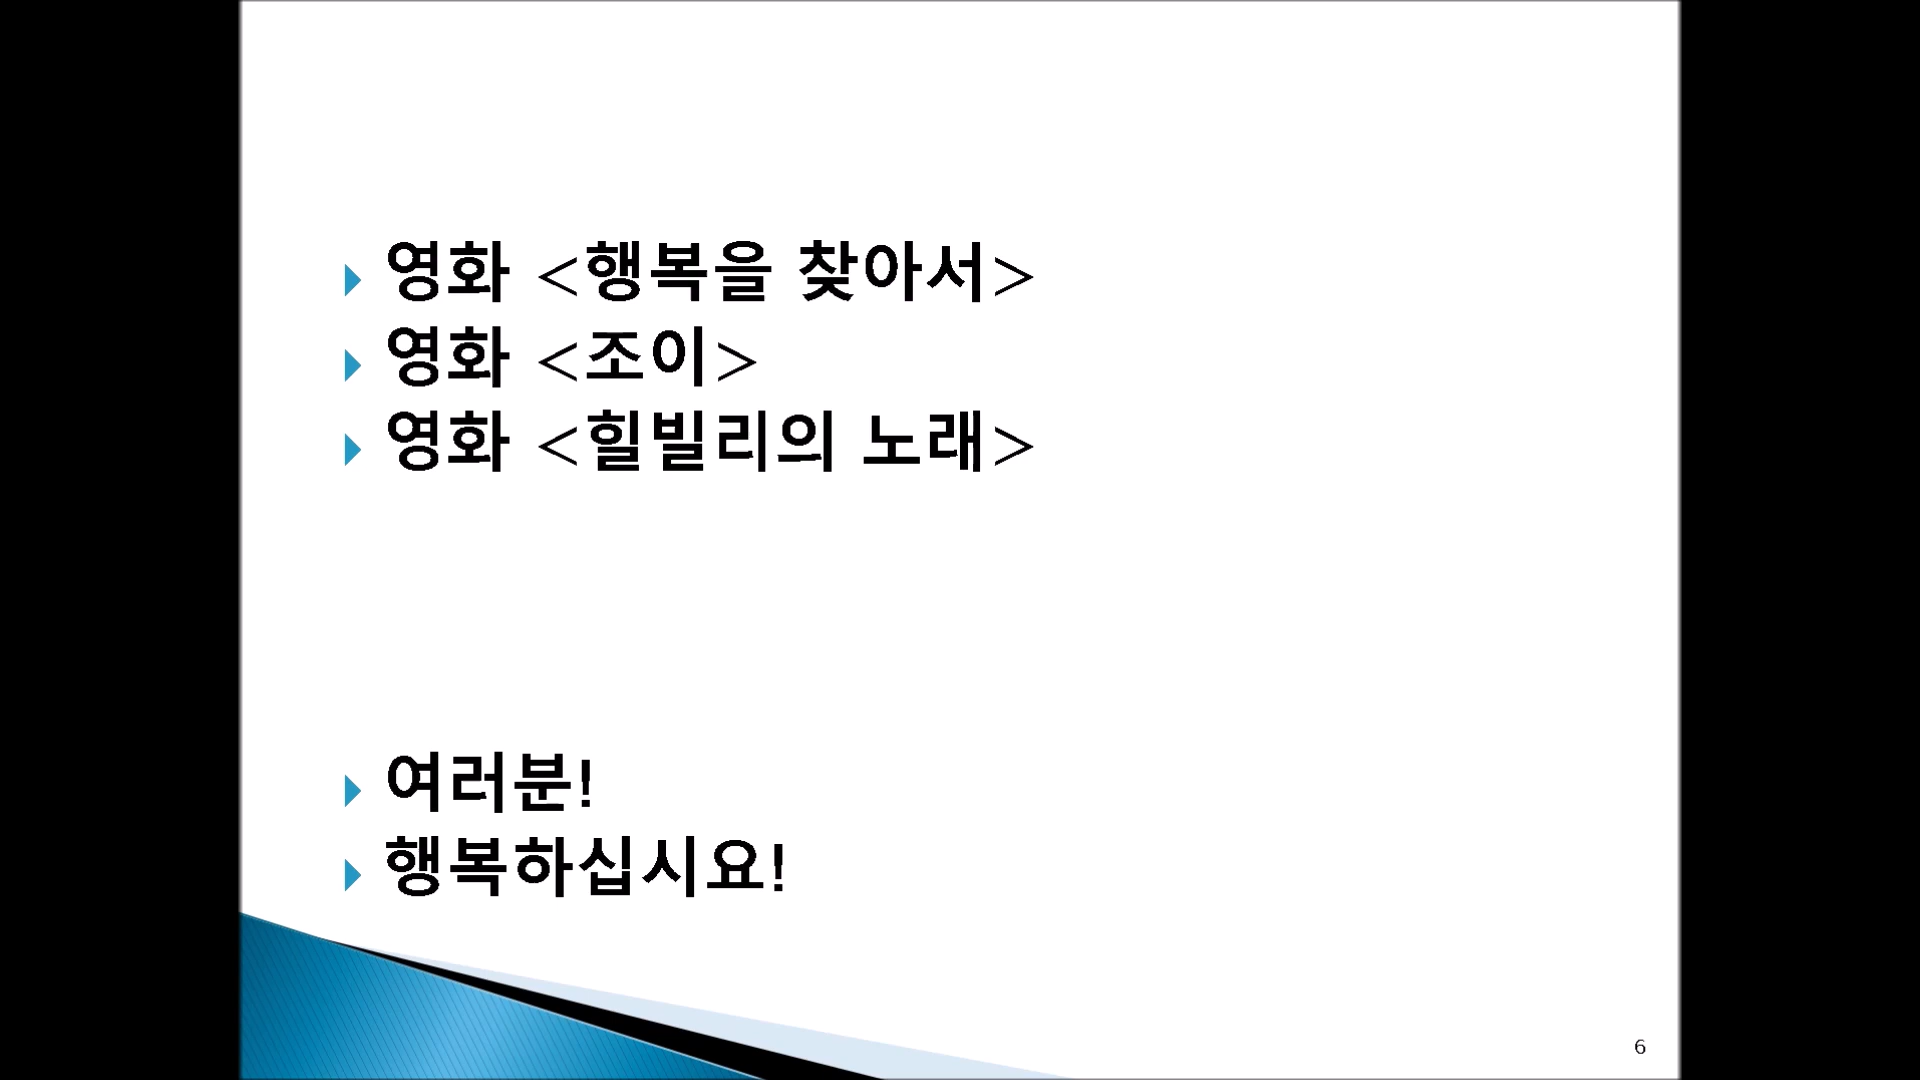 영화 <행복을 찾아서>
영화 <조이>
영화 <힐빌리의 노래>
여러분!
행복하십시요!
6